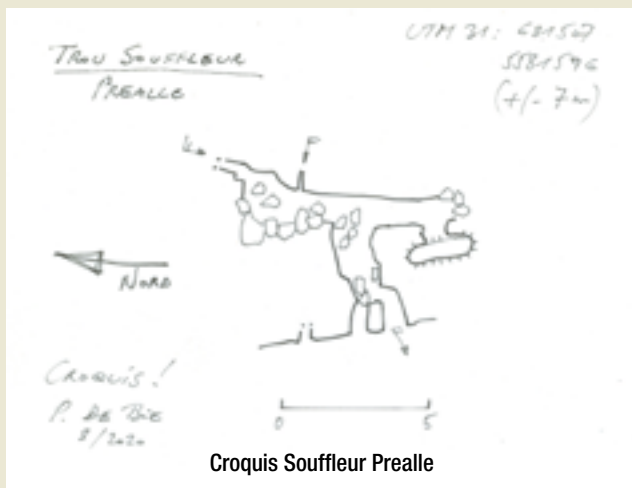 TROU SOUFFLEUR
PREALLE
UTM 31: 681507
5581596
(+/- 7m)
P
NORD
CROQUIS!
P. DE BIE
8/2020
0 5
Croquis Souffleur Prealle